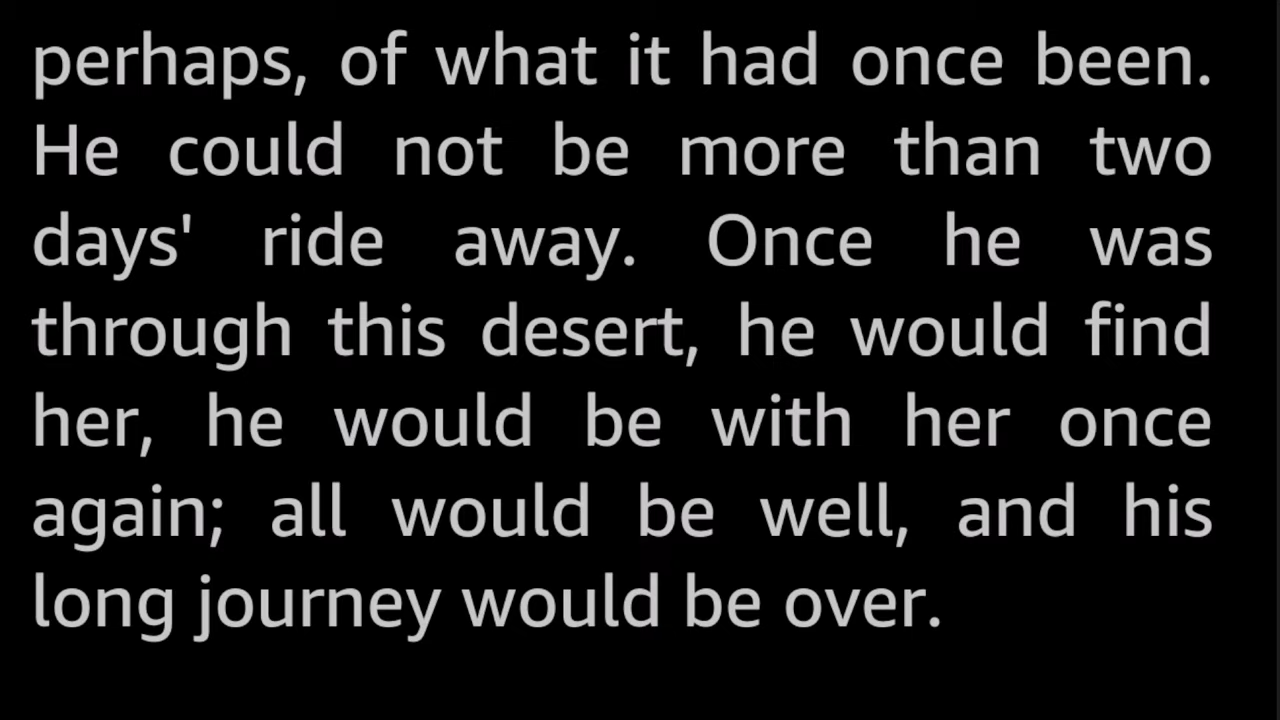 perhaps, of what it had once been.
He could not be more than two
days' ride away. Once he was
through this desert, he would find
her, he would be with her once
again; all would be well, and his
long journey would be over.